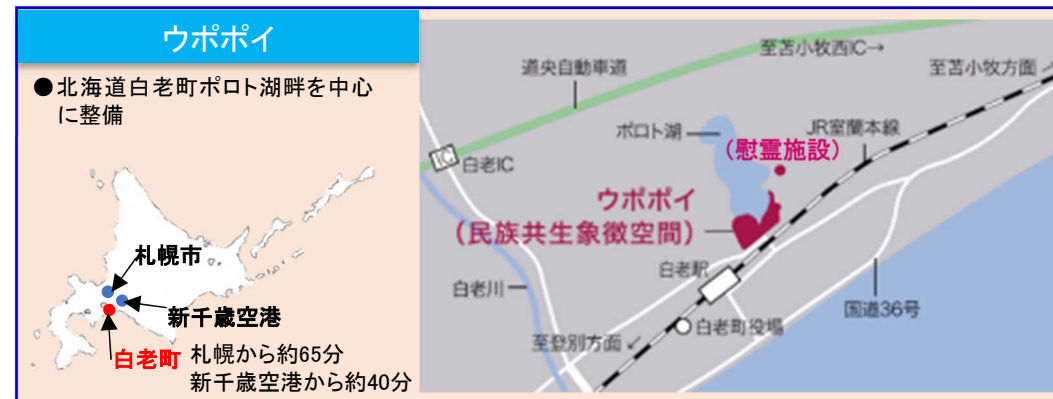 ウポポイ
●北海道白老町ポロト湖畔を中心
に整備
札幌市
新千歳空港
白老町
札幌から約65分
新千歳空港から約40分
至苫小牧西IC→
道央自動車道
至苫小牧方面→
ポロト湖
JR室蘭本線
(慰霊施設)
IC
白老IC
ウポポイ
(民族共生象徴空間)
白老駅
白老川
国道36号
白老町役場
至登別方面↙